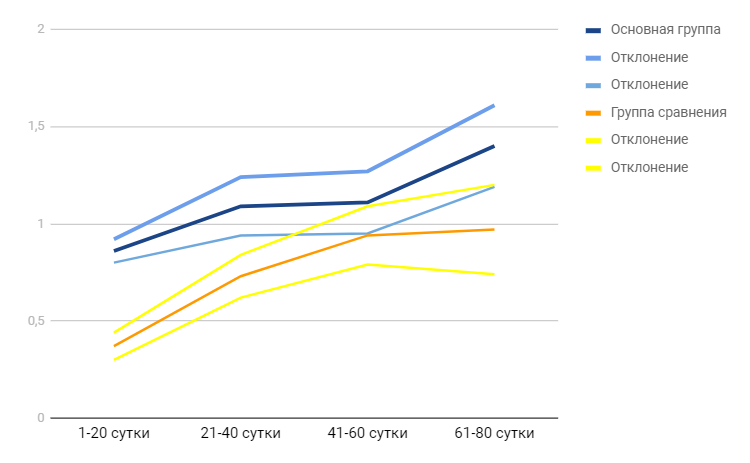 2
1,5
1
0,5
0
1-20 сутки
21-40 сутки
41-60 сутки
61-80 сутки
Основная группа
Отклонение
Отклонение
Группа сравнения
Отклонение
Отклонение